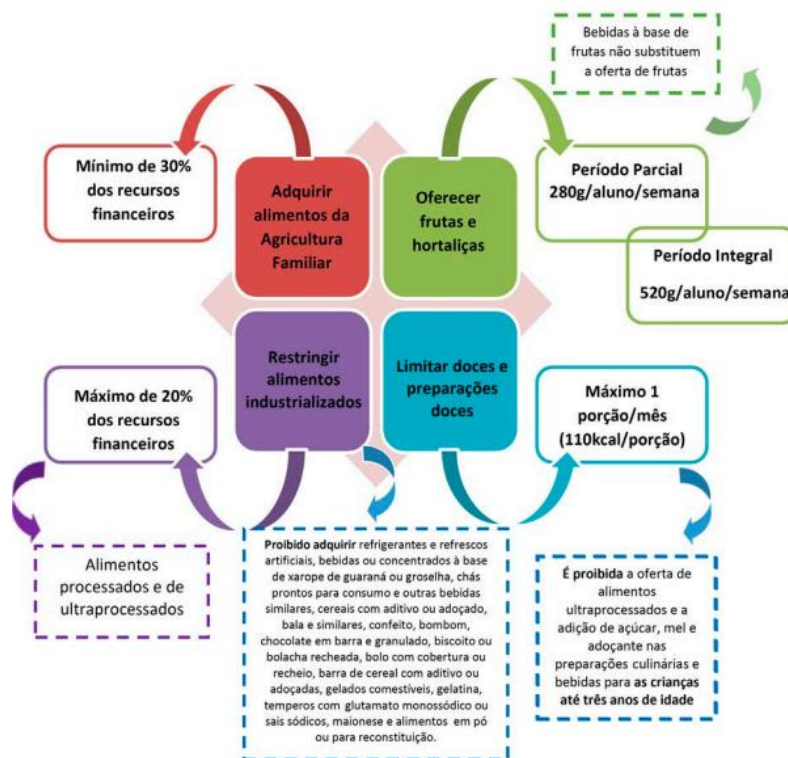 Bebidas à base de
frutas não substituem
a oferta de frutas
Mínimo de 30%
dos recursos
financeiros
Adquirir
alimentos da
Agricultura
Familiar
Oferecer
frutas e
hortaliças
Período Parcial
280g/aluno/semana
Período Integral
520g/aluno/semana
Máximo de 20%
dos recursos
financeiros
Restringir
alimentos
industrializados
Limitar doces e
preparações
doces
Máximo 1
porção/mês
(110kcal/porção)
Alimentos
processados e de
ultraprocessados
Proibido adquirir refrigerantes e refrescos
artificiais, bebidas ou concentrados à base
de xarope de guaraná ou groselha, chás
prontos para consumo e outras bebidas
similares, cereais com aditivo ou adoçado,
bala e similares, confeito, bombom,
chocolate em barra e granulado, biscoito ou
bolacha recheada, bolo com cobertura ou
recheio, barra de cereal com aditivo ou
adoçadas, gelados comestíveis, gelatina,
temperos com glutamato monossódico ou
sais sódicos, maionese e alimentos em pó
ou para reconstituição.
É proibida a oferta de
alimentos
ultraprocessados e a
adição de açúcar, mel e
adoçante nas
preparações culinárias e
bebidas para as crianças
até três anos de idade